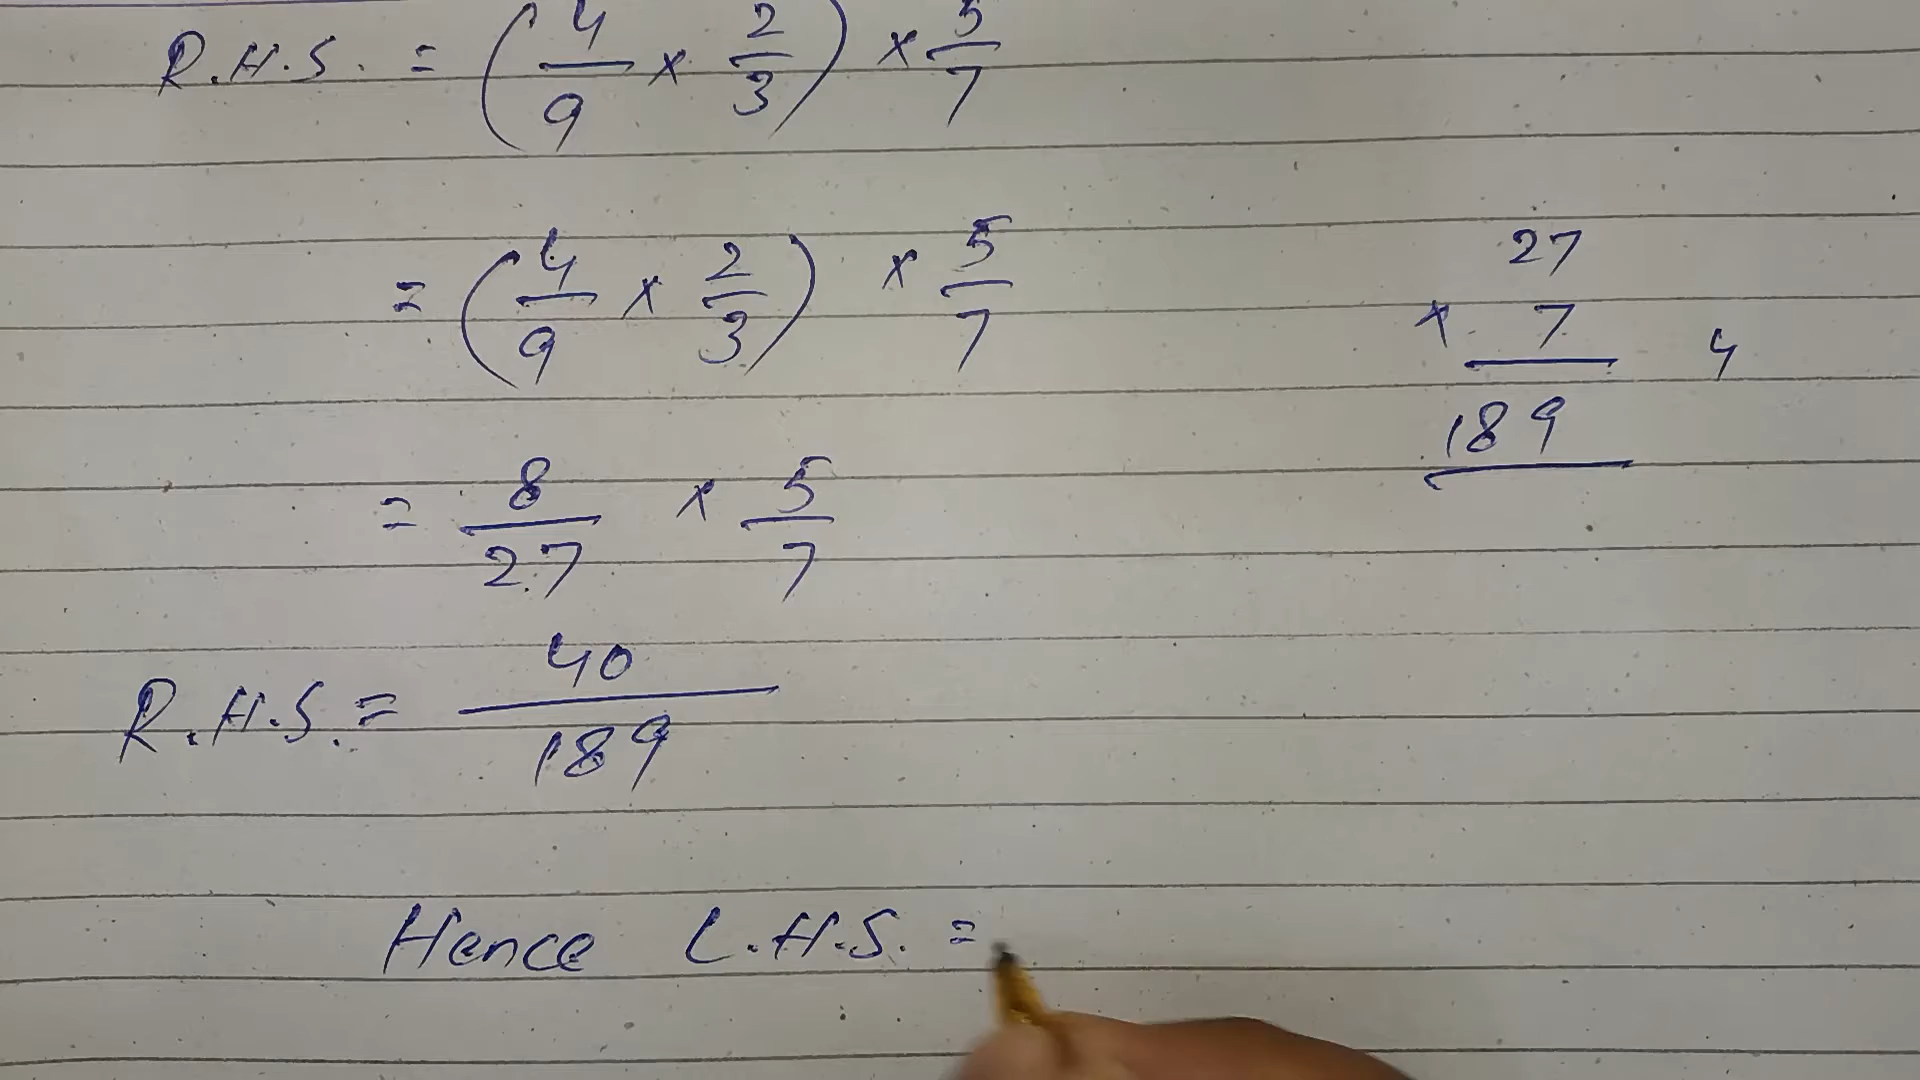 R.H.S. = (4/9 × 2/3) × 5/7
= (4/9 × 2/3) × 5/7
27
× 7
4
189
= 8/27 × 5/7
R.H.S. = 40/189
Hence L.H.S. =